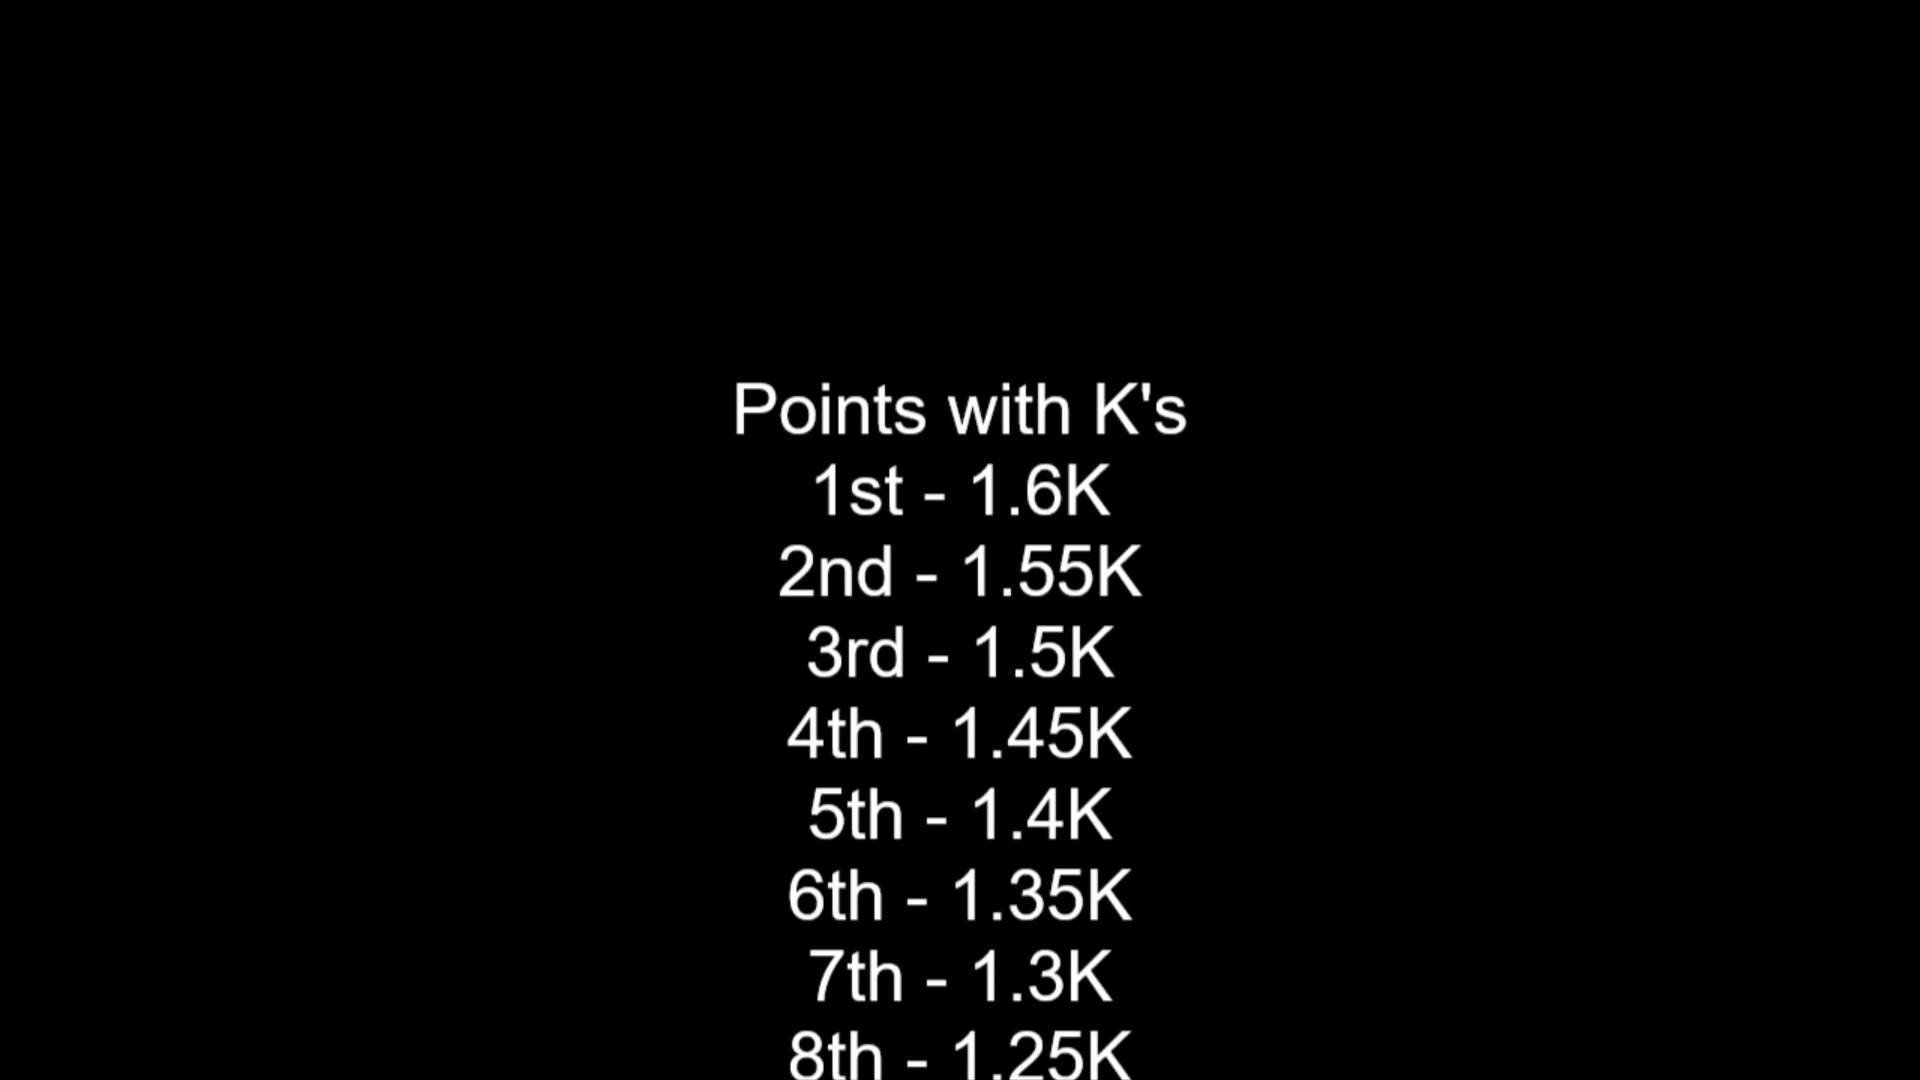 Points with K's
1st - 1.6K
2nd - 1.55K
3rd - 1.5K
4th - 1.45K
5th - 1.4K
6th - 1.35K
7th - 1.3K
8th - 1.25K